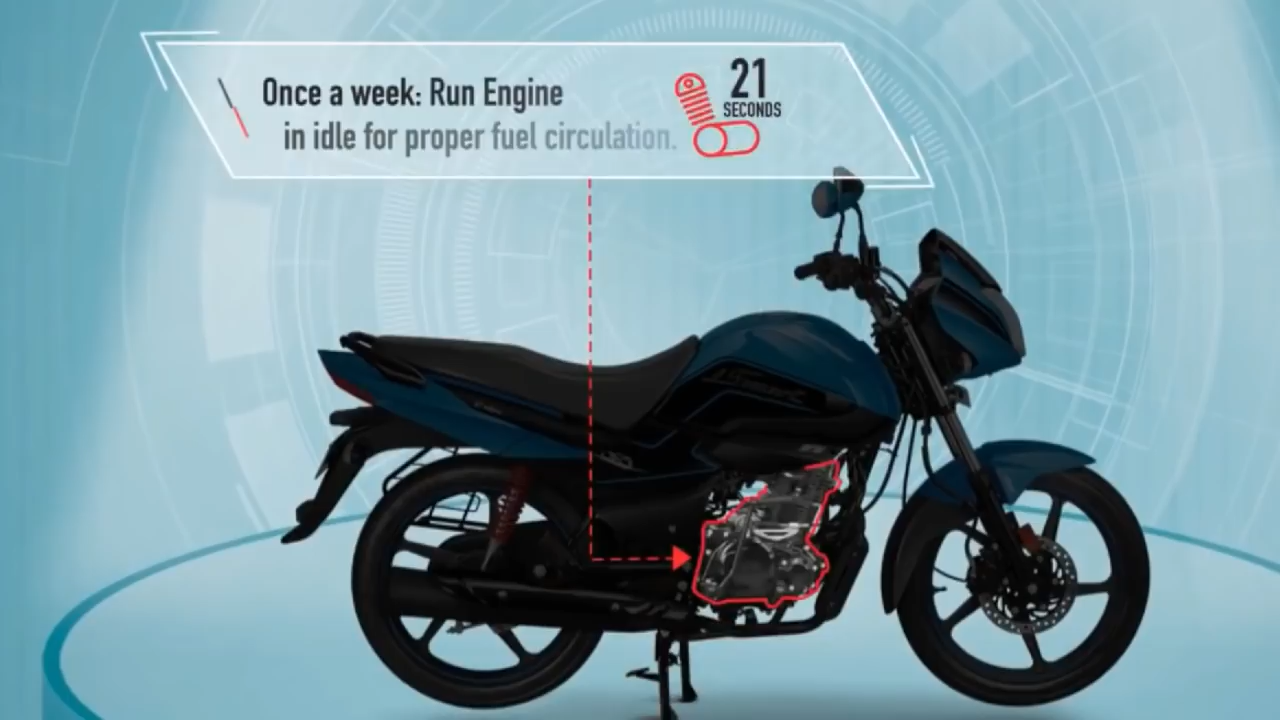 Once a week: Run Engine
in idle for proper fuel circulation.
21
SECONDS